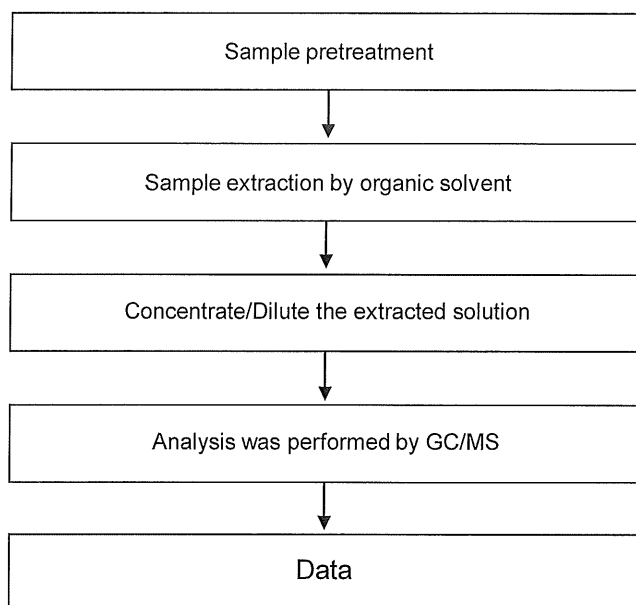 Sample pretreatment
Sample extraction by organic solvent
Concentrate/Dilute the extracted solution
Analysis was performed by GC/MS
Data